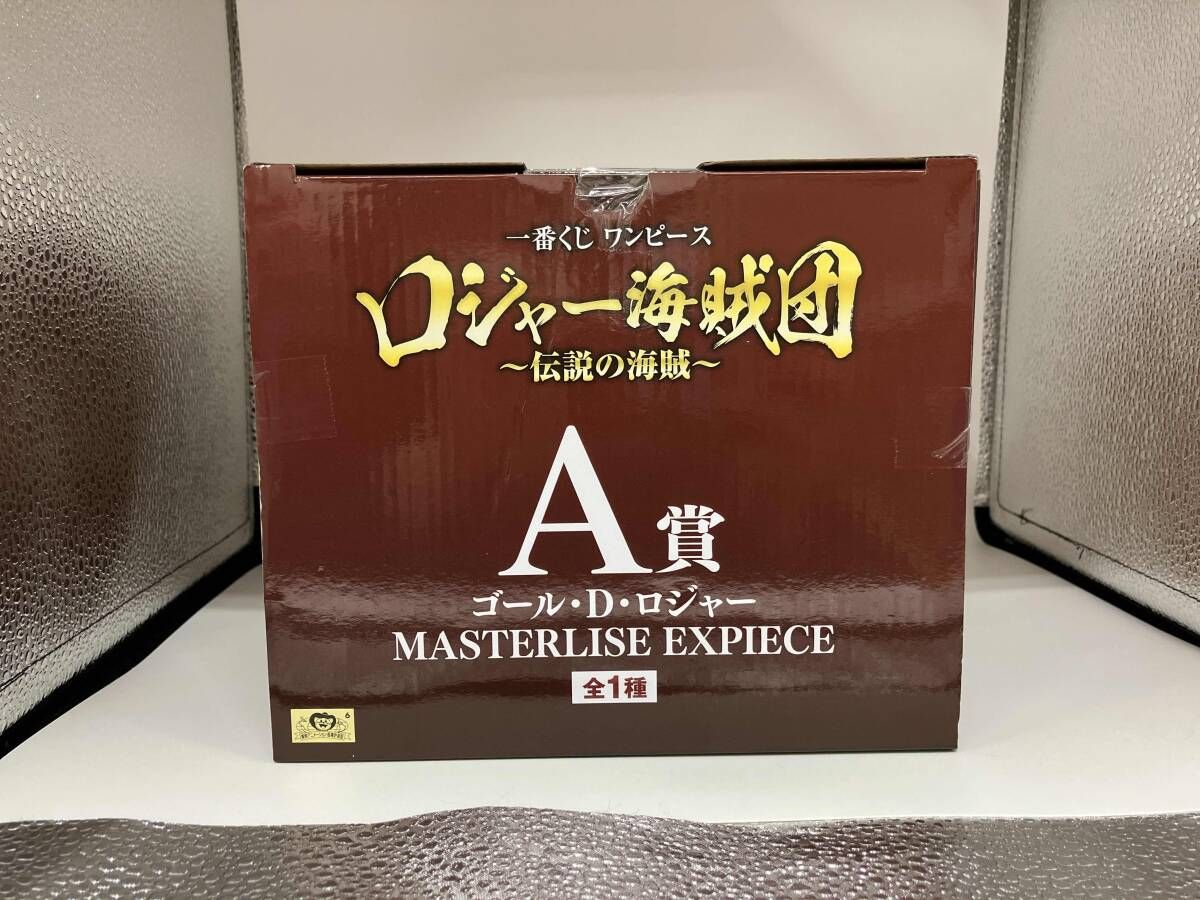 一番くじ ワンピース
ロジャー海賊団
～伝説の海賊～
A賞
ゴール・D・ロジャー
MASTERLISE EXPIECE
全1種
6